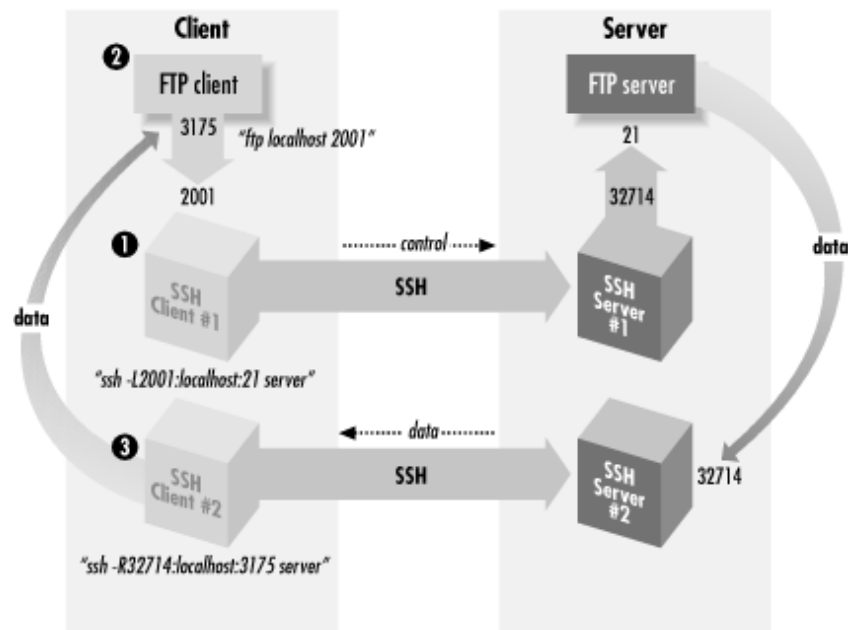 Client
Server
2
FTP client
FTP server
3175
"ftp localhost 2001"
21
2001
32714
1
control
SSH
Client #1
SSH
SSH
Server
#1
data
data
"ssh -L2001:localhost:21 server"
3
data
SSH
Client #2
SSH
SSH
Server
#2
32714
"ssh -R32714:localhost:3175 server"